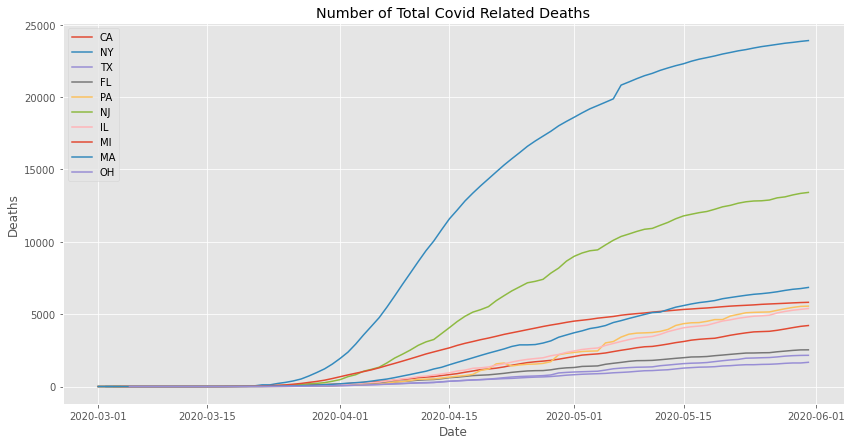 Number of Total Covid Related Deaths
25000
20000
15000
10000
5000
0
Deaths
CA
NY
TX
FL
PA
NJ
IL
MI
MA
OH
2020-03-01 2020-03-15 2020-04-01 2020-04-15 2020-05-01 2020-05-15 2020-06-01
Date